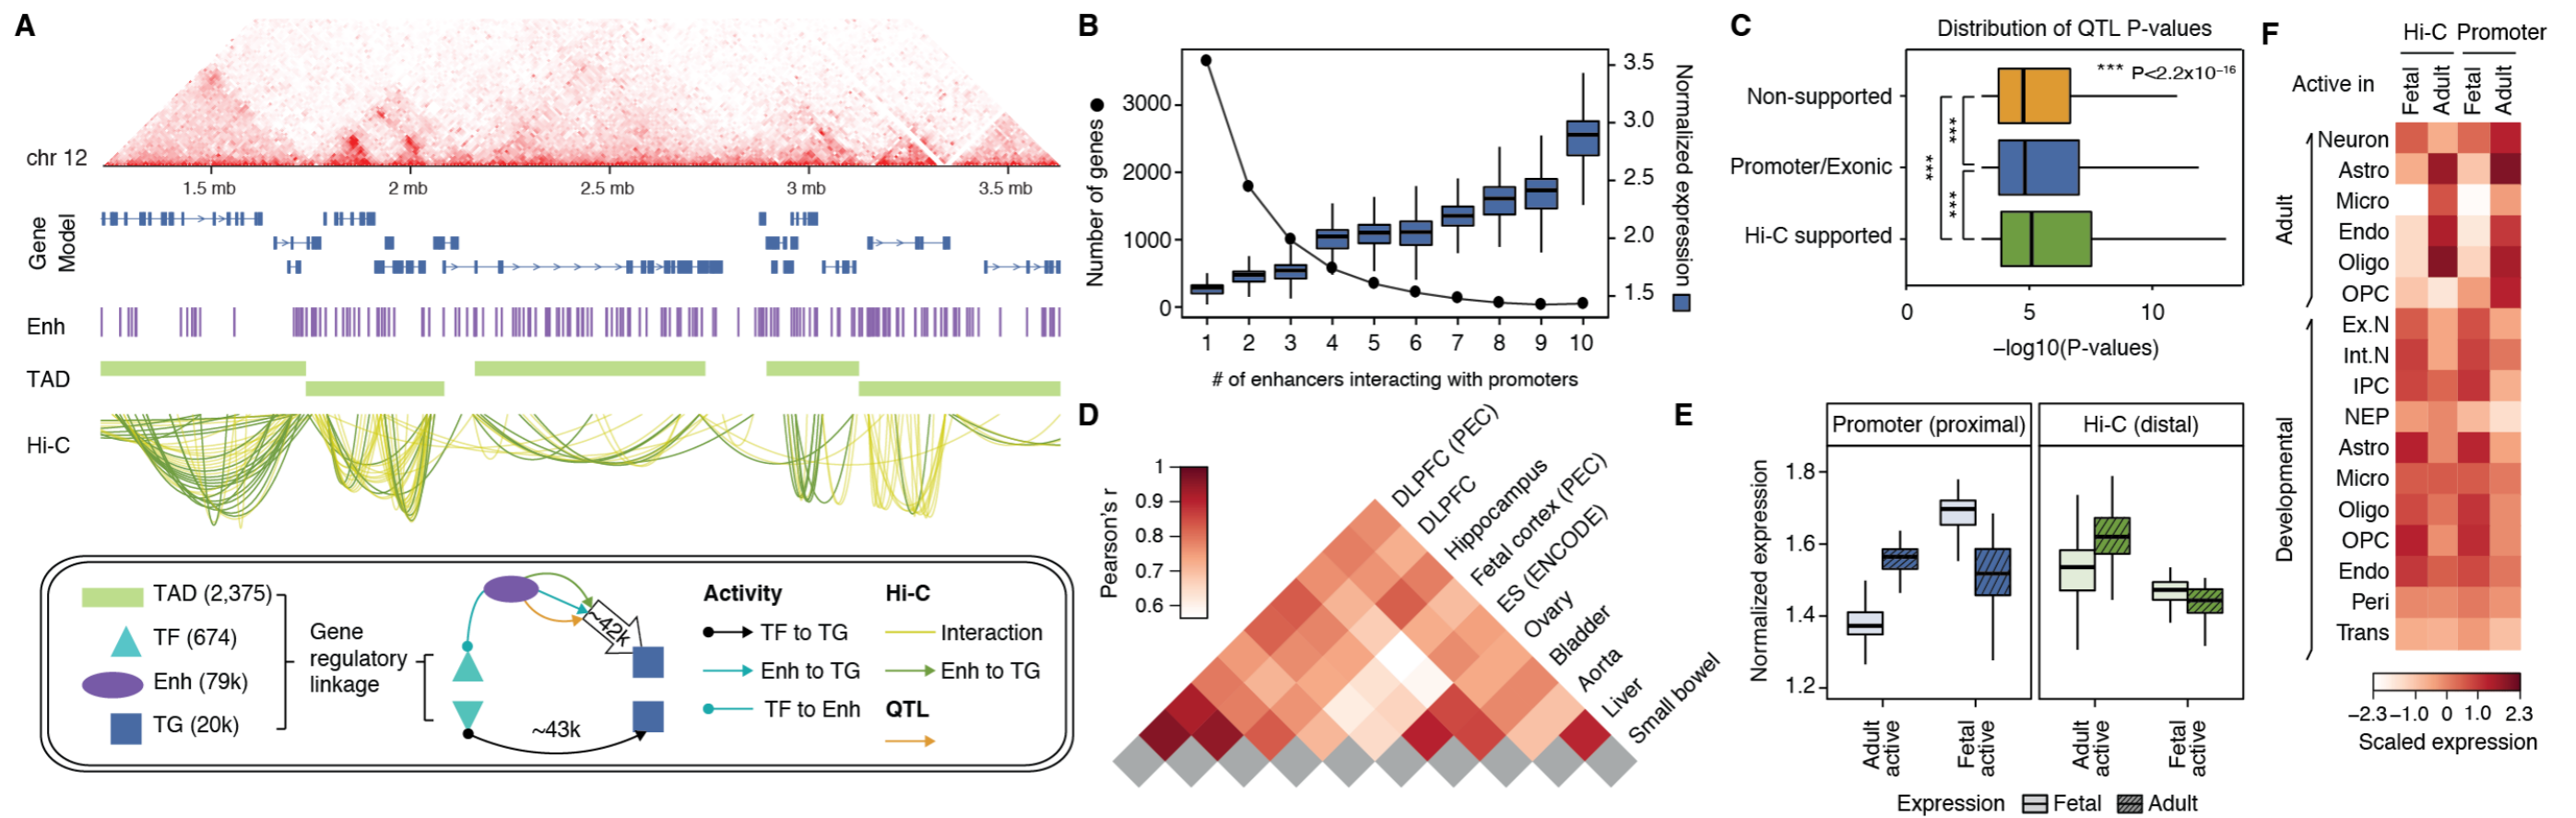 A
chr 12
1.5 mb
2 mb
2.5 mb
3 mb
3.5 mb
Gene
Model
Enh
TAD
Hi-C
TAD (2,375)
TF (674)
Enh (79k)
TG (20k)
Gene
regulatory
linkage
~42k
~43k
Activity
TF to TG
Enh to TG
TF to Enh
Hi-C
Interaction
Enh to TG
QTL
B
Number of genes
3000
2000
1000
0
3.5
3.0
2.5
2.0
1.5
Normalized expression
1 2 3 4 5 6 7 8 9 10
# of enhancers interacting with promoters
C
Distribution of QTL P-values
*** P<2.2x10⁻¹⁶
Non-supported
Promoter/Exonic
Hi-C supported
***
***
***
0 5 10
–log10(P-values)
D
Pearson's r
1
0.9
0.8
0.7
0.6
DLPFC (PEC)
DLPFC
Hippocampus
Fetal cortex (PEC)
ES (ENCODE)
Ovary
Bladder
Aorta
Liver
Small bowel
E
Promoter (proximal)
Hi-C (distal)
Normalized expression
1.8
1.6
1.4
1.2
Adult
active
Fetal
active
Adult
active
Fetal
active
Expression Fetal Adult
F
Hi-C Promoter
Active in
Fetal
Adult
Fetal
Adult
Adult
Neuron
Astro
Micro
Endo
Oligo
OPC
Developmental
Ex.N
Int.N
IPC
NEP
Astro
Micro
Oligo
OPC
Endo
Peri
Trans
–2.3 –1.0 0 1.0 2.3
Scaled expression